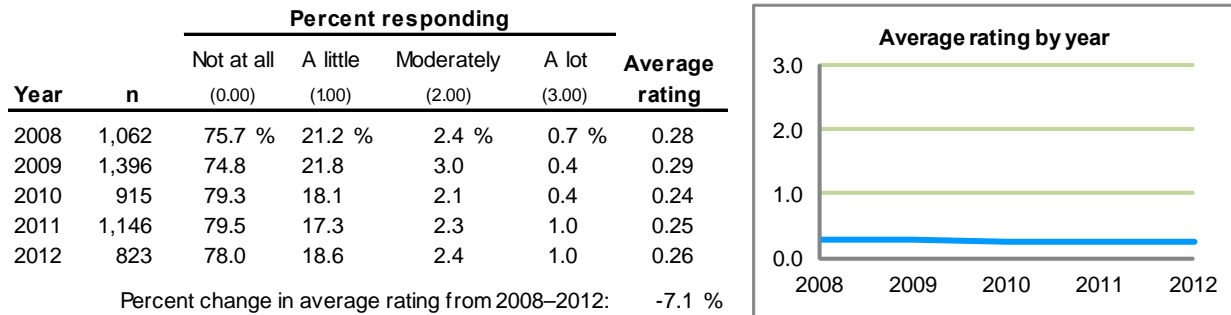 Percent responding
Not at all A little Moderately A lot Average
Year n (0.00) (1.00) (2.00) (3.00) rating
2008 1,062 75.7 % 21.2 % 2.4 % 0.7 % 0.28
2009 1,396 74.8 21.8 3.0 0.4 0.29
2010 915 79.3 18.1 2.1 0.4 0.24
2011 1,146 79.5 17.3 2.3 1.0 0.25
2012 823 78.0 18.6 2.4 1.0 0.26
Percent change in average rating from 2008–2012: -7.1 %
Average rating by year
3.0
2.0
1.0
0.0
2008 2009 2010 2011 2012